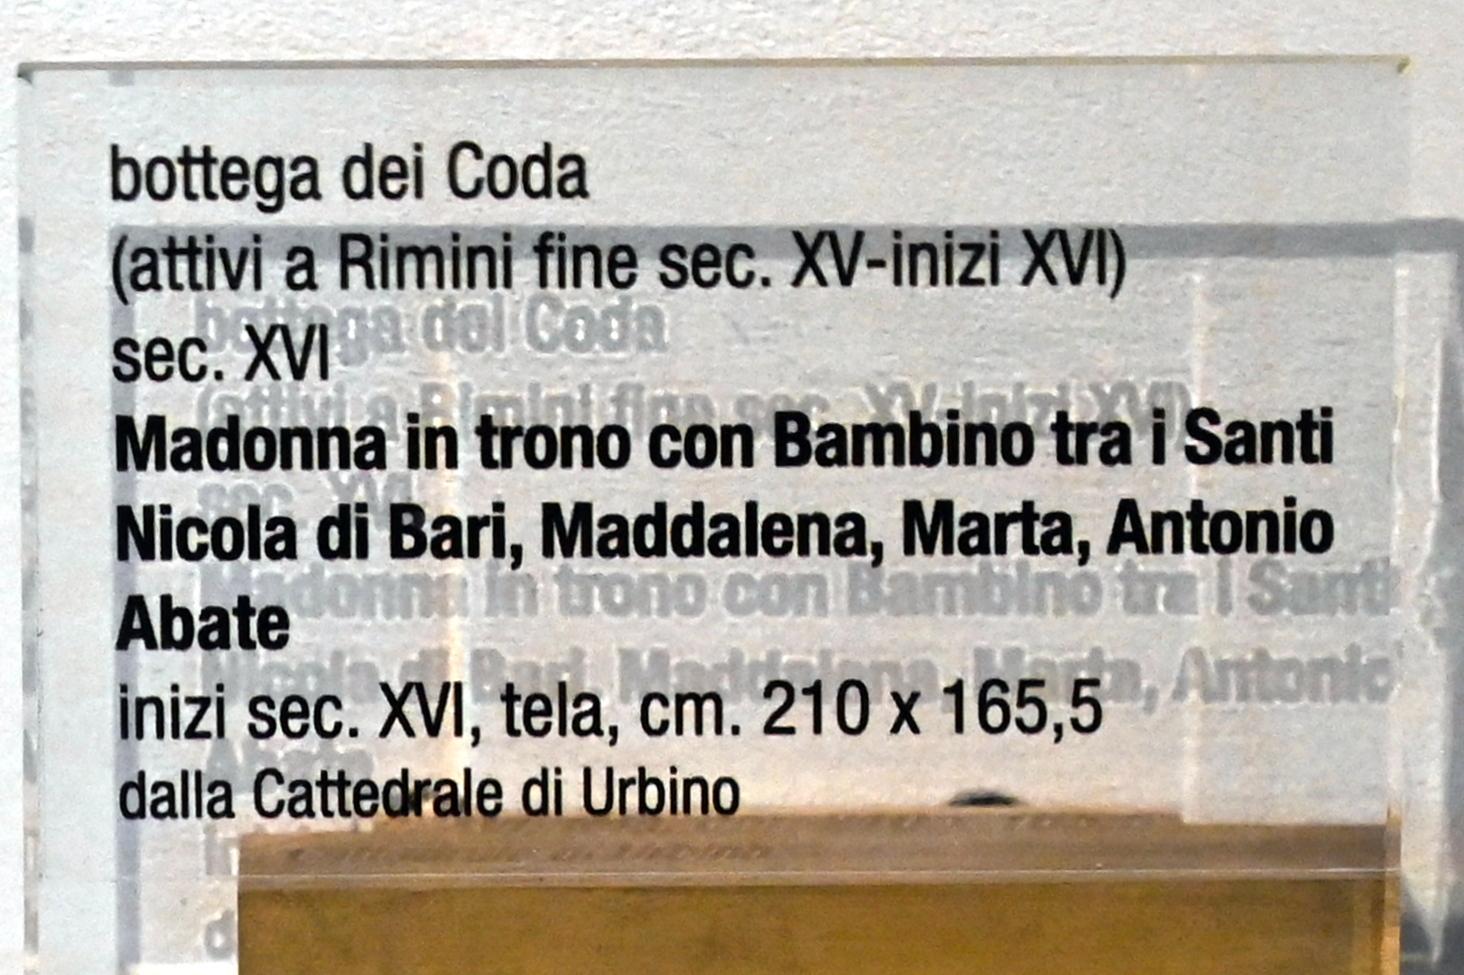 bottega dei Coda
(attivi a Rimini fine sec. XV-inizi XVI)
sec. XVI
Madonna in trono con Bambino tra i Santi
Nicola di Bari, Maddalena, Marta, Antonio
Abate
inizi sec. XVI, tela, cm. 210 x 165,5
dalla Cattedrale di Urbino